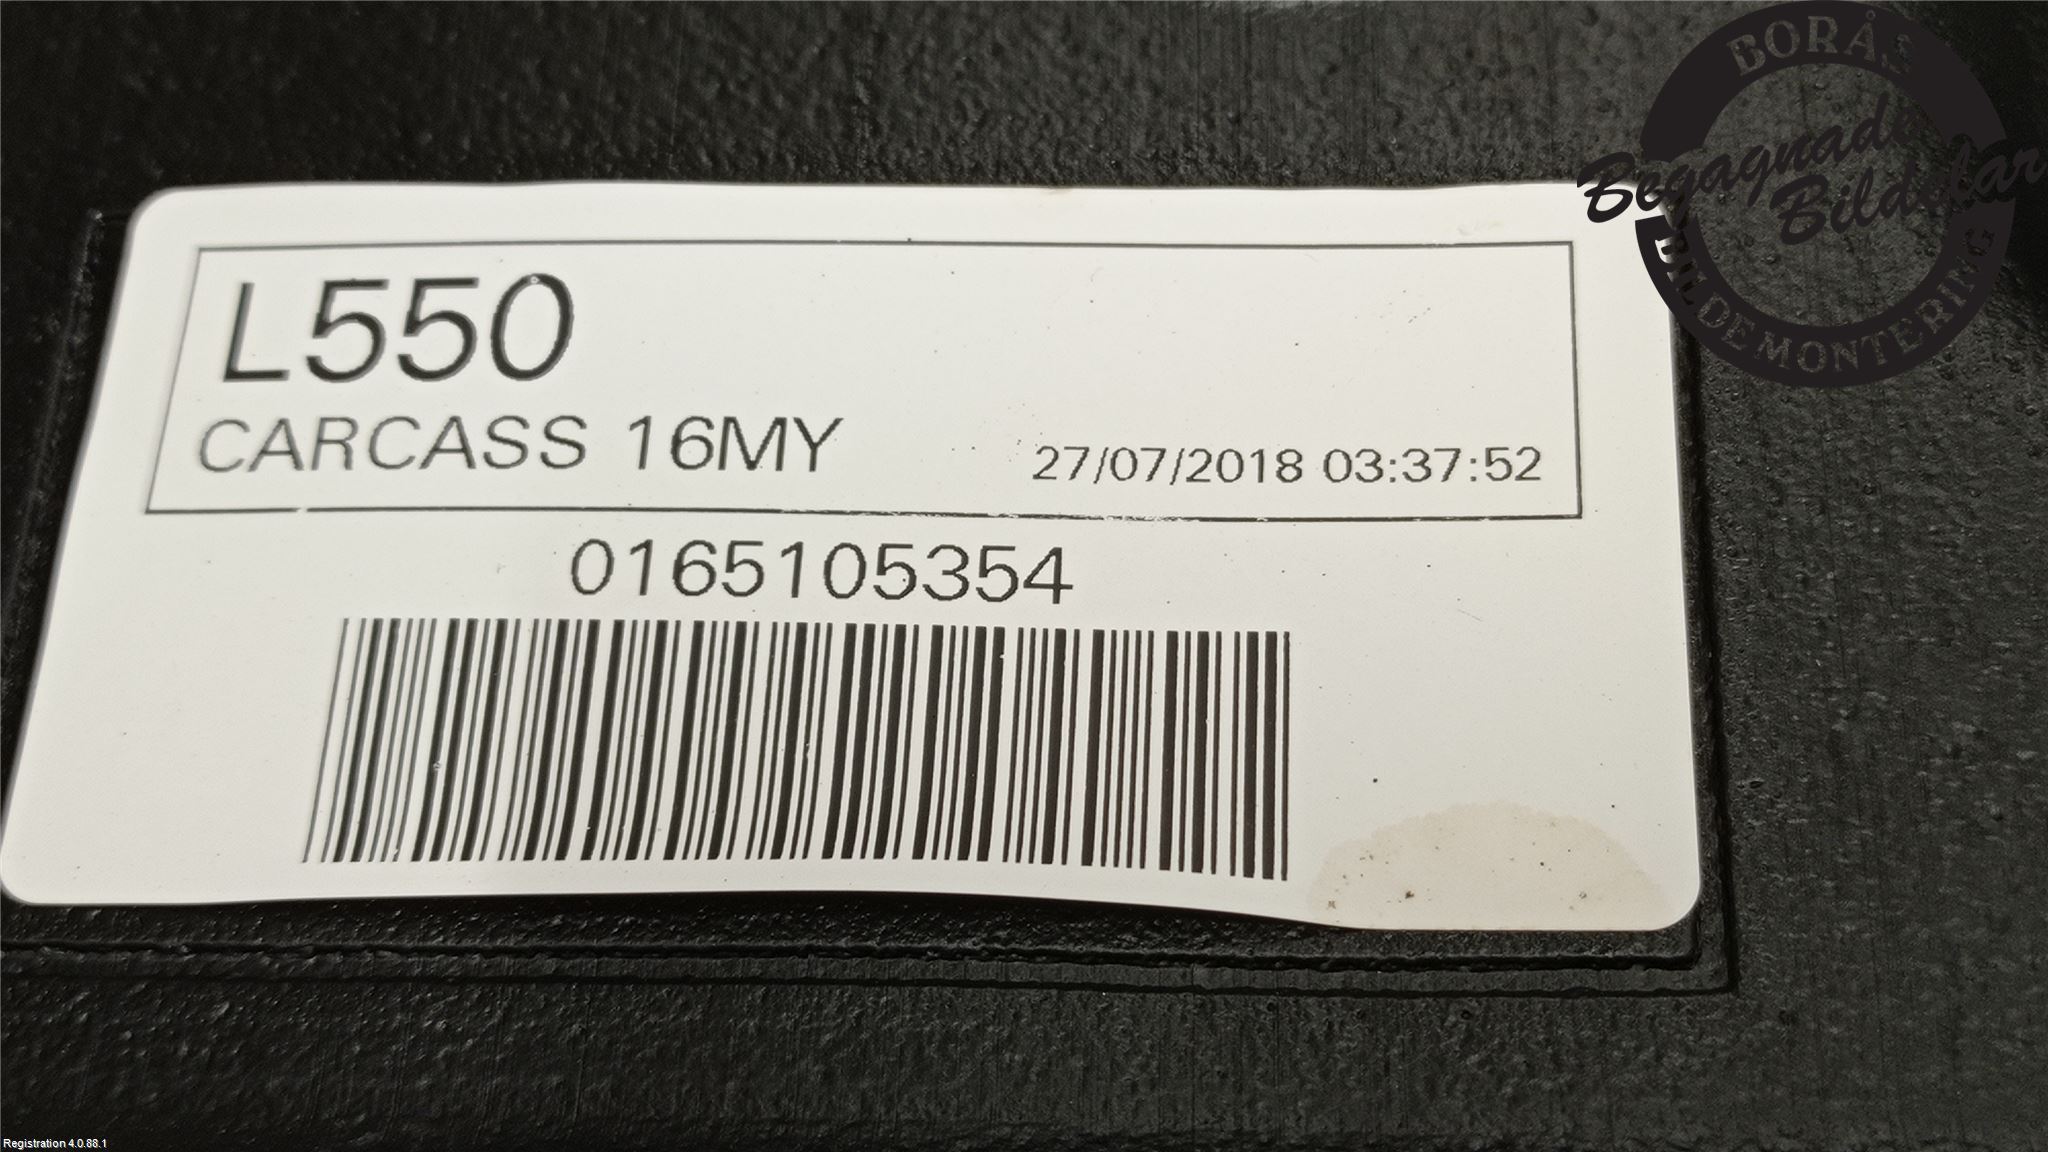 BORÅS
Begagnade
Bildelar
BILDEMONTERING
L550
CARCASS 16MY
27/07/2018 03:37:52
0165105354
Registration 4.0.88.1